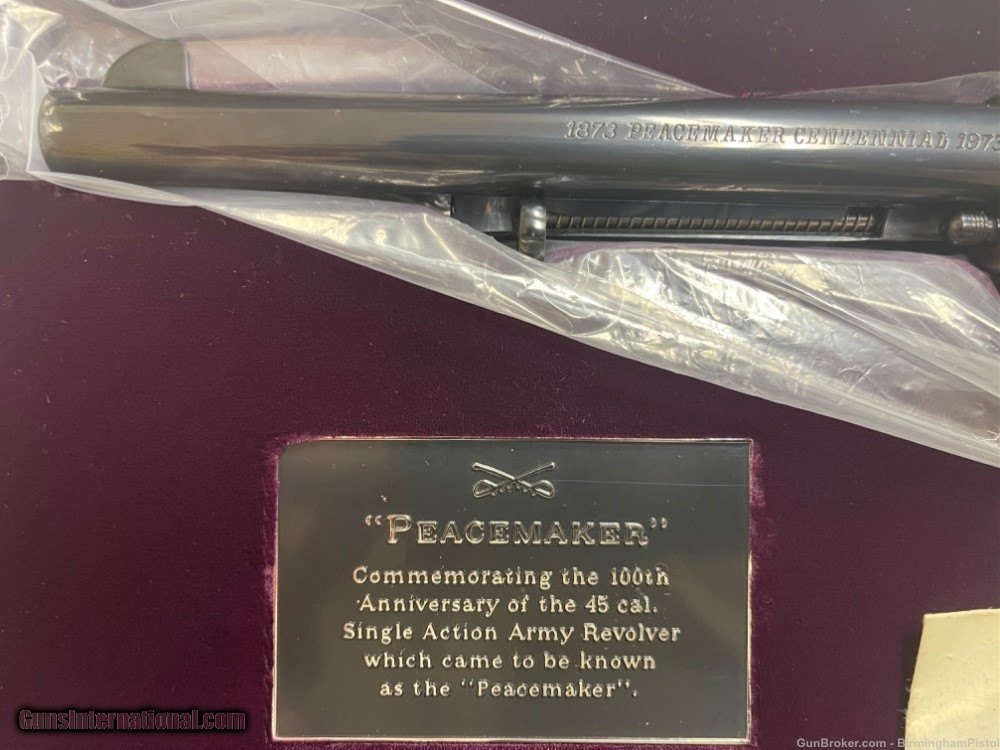 1873 PEACEMAKER CENTENNIAL 1973
"PEACEMAKER"
Commemorating the 100th
Anniversary of the 45 cal.
Single Action Army Revolver
which came to be known
as the "Peacemaker".
GunsInternational.com
GunBroker.com - BirminghamPistol